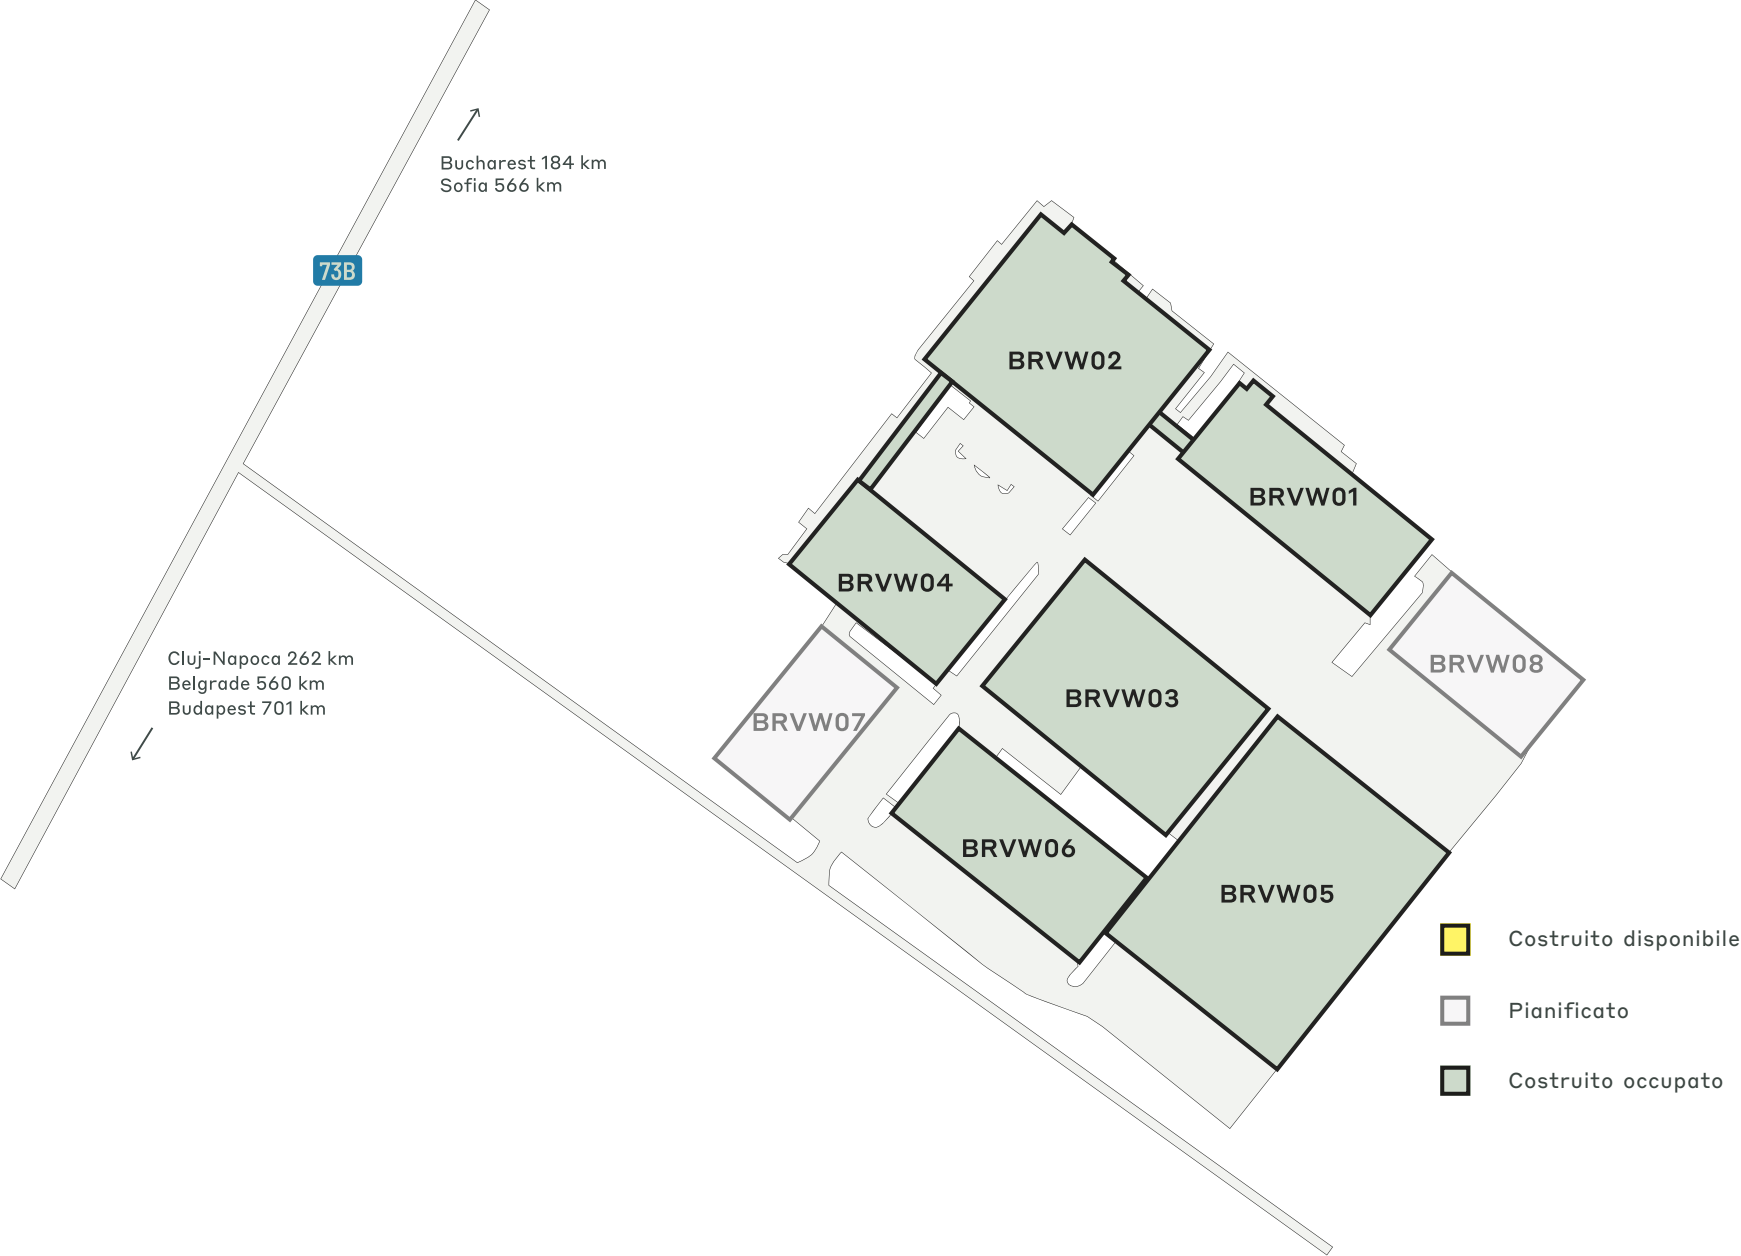 Bucharest 184 km
Sofia 566 km
73B
BRVW02
BRVW01
BRVW04
Cluj-Napoca 262 km
Belgrade 560 km
Budapest 701 km
BRVW08
BRVW03
BRVW07
BRVW06
BRVW05
Costruito disponibile
Pianificato
Costruito occupato